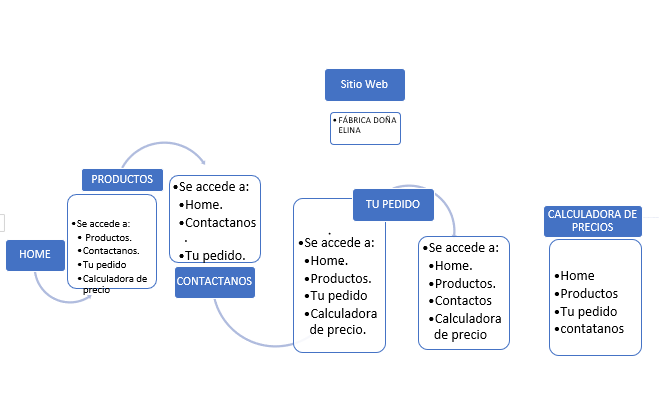 Sitio Web
• FÁBRICA DOÑA
ELINA
HOME
•Se accede a:
• Productos.
•Contactanos.
•Tu pedido
•Calculadora de
precio
PRODUCTOS
•Se accede a:
•Home.
•Contactanos
.
•Tu pedido.
CONTACTANOS
.
•Se accede a:
•Home.
•Productos.
•Tu pedido
•Calculadora
de precio.
TU PEDIDO
•Se accede a:
•Home.
•Productos.
•Contactos
•Calculadora
de precio
CALCULADORA DE
PRECIOS
•Home
•Productos
•Tu pedido
•contatanos